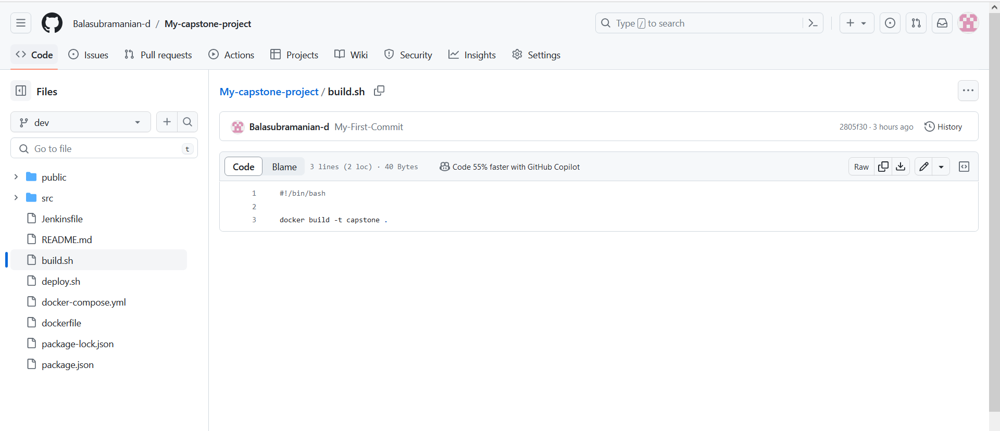 Balasubramanian-d / My-capstone-project
Type / to search
Code
Issues
Pull requests
Actions
Projects
Wiki
Security
Insights
Settings
Files
dev
Go to file
t
public
src
Jenkinsfile
README.md
build.sh
deploy.sh
docker-compose.yml
dockerfile
package-lock.json
package.json
My-capstone-project / build.sh
Balasubramanian-d My-First-Commit
2805f30 · 3 hours ago
History
Code
Blame
3 lines (2 loc) · 40 Bytes
Code 55% faster with GitHub Copilot
Raw
1 #!/bin/bash
2
3 docker build -t capstone .